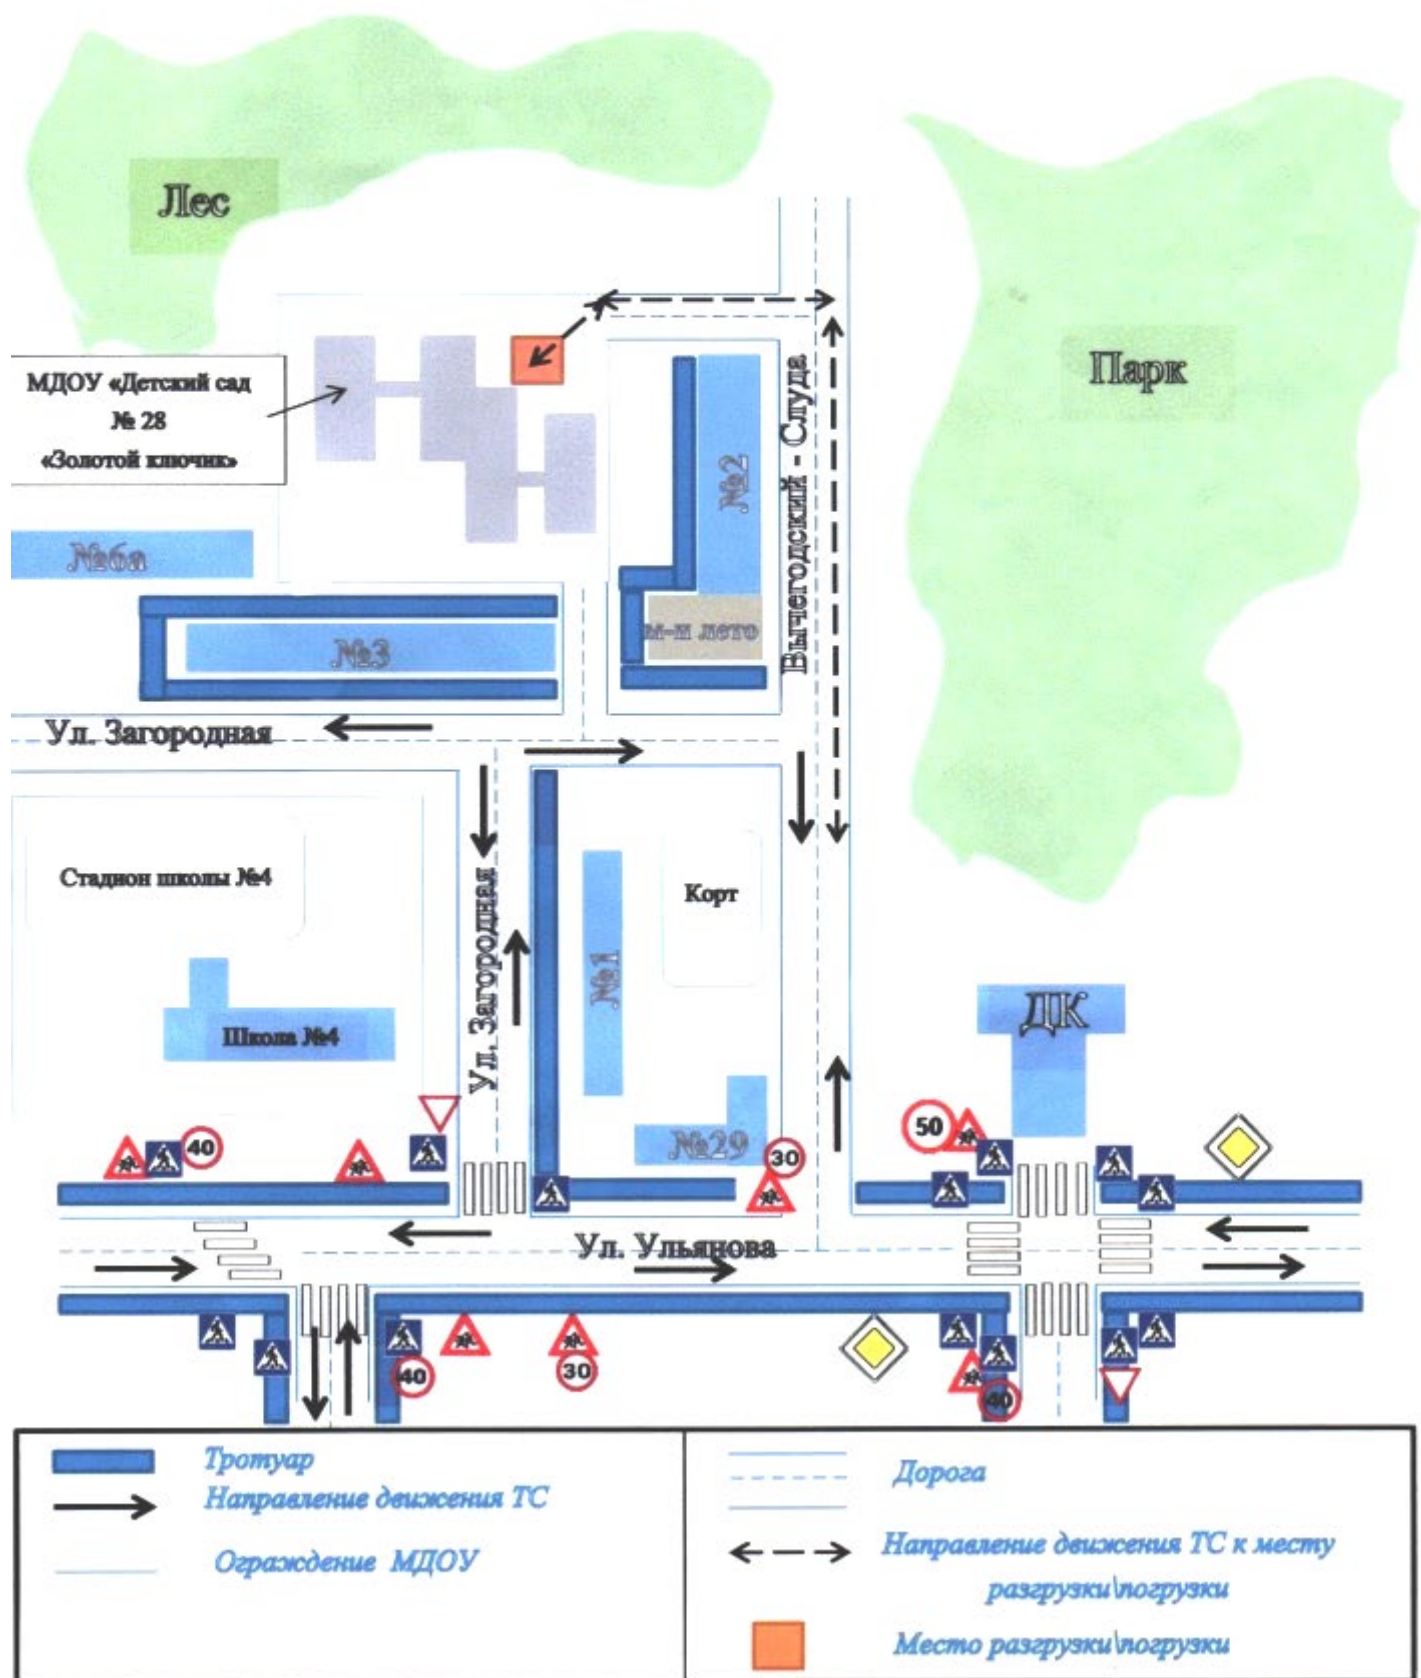 Лес
Парк
МДОУ «Детский сад
№ 28
«Золотой ключик»
№2
Вычегодский - Слуда
№6а
м-н лето
№3
Ул. Загородная
Стадион школы №4
Ул. Загородная
Корт
№1
ДК
Школа №4
№29
40
30
50
Ул. Ульянова
40
30
40
Тротуар
Направление движения ТС
Ограждение МДОУ
Дорога
Направление движения ТС к месту
разгрузки\погрузки
Место разгрузки\погрузки